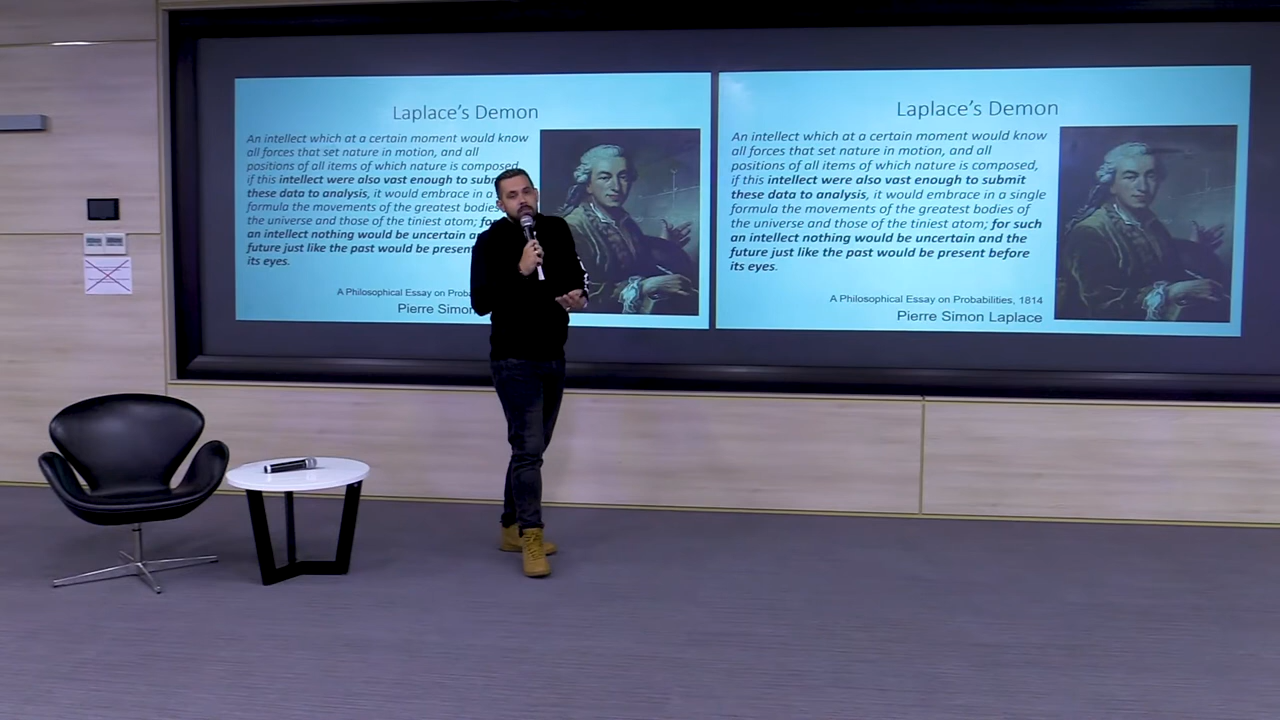 Laplace's Demon
An intellect which at a certain moment would know
all forces that set nature in motion, and all
positions of all items of which nature is composed,
if this intellect were also vast enough to
these data to analysis, it would embrace in a
formula the movements of the greatest bodies
the universe and those of the tiniest atom;
an intellect nothing would be uncertain
future just like the past would be present
its eyes.
A Philosophical Essay on
Pierre
Laplace's Demon
An intellect which at a certain moment would know
all forces that set nature in motion, and all
positions of all items of which nature is composed,
if this intellect were also vast enough to submit
these data to analysis, it would embrace in a single
formula the movements of the greatest bodies of
the universe and those of the tiniest atom; for such
an intellect nothing would be uncertain and the
future just like the past would be present before
its eyes.
A Philosophical Essay on Probabilities, 1814
Pierre Simon Laplace